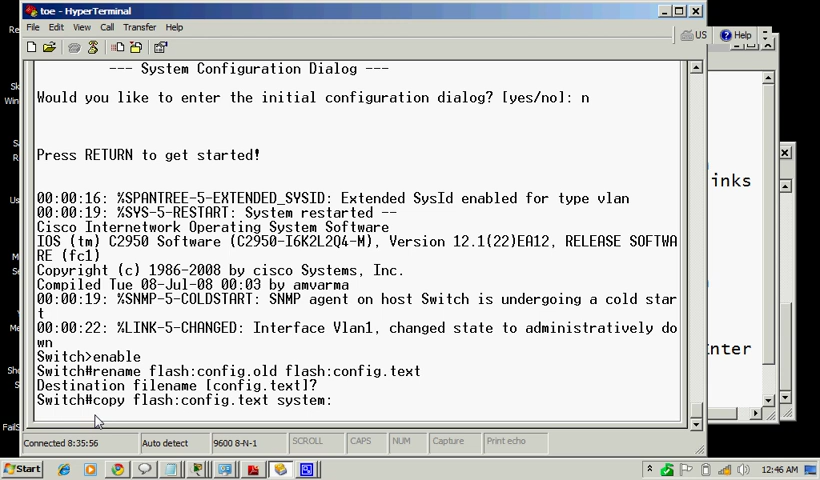 toe - HyperTerminal
File Edit View Call Transfer Help
US
Help
--- System Configuration Dialog ---
Would you like to enter the initial configuration dialog? [yes/no]: n
Press RETURN to get started!
00:00:16: %SPANTREE-5-EXTENDED_SYSID: Extended SysId enabled for type vlan
00:00:19: %SYS-5-RESTART: System restarted --
Cisco Internetwork Operating System Software
IOS (tm) C2950 Software (C2950-I6K2L2Q4-M), Version 12.1(22)EA12, RELEASE SOFTWA
RE (fc1)
Copyright (c) 1986-2008 by cisco Systems, Inc.
Compiled Tue 08-Jul-08 00:03 by amvarma
00:00:19: %SNMP-5-COLDSTART: SNMP agent on host Switch is undergoing a cold star
t
00:00:22: %LINK-5-CHANGED: Interface Vlan1, changed state to administratively do
wn
Switch>enable
Switch#rename flash:config.old flash:config.text
Destination filename [config.text]?
Switch#copy flash:config.text system:
inks
Enter
Connected 8:35:56 Auto detect 9600 8-N-1 SCROLL CAPS NUM Capture Print echo
Start
12:46 AM